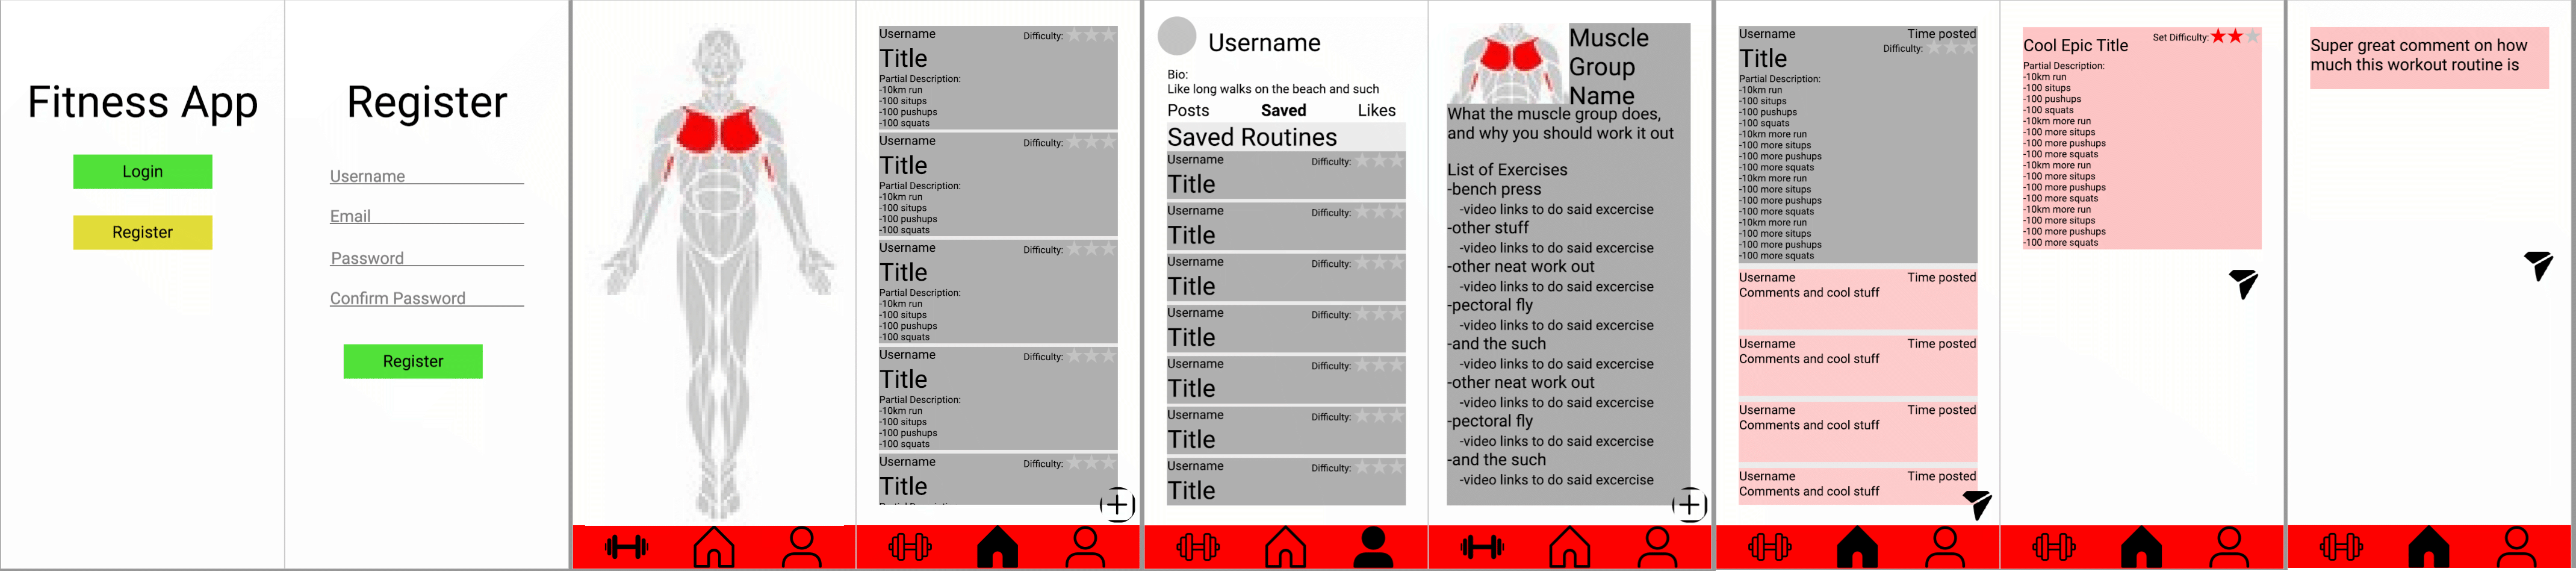 Fitness App
Login
Register
Register
Username
Email
Password
Confirm Password
Register
Username
Difficulty:
Title
Partial Description:
-10km run
-100 situps
-100 pushups
-100 squats
Username
Difficulty:
Title
Partial Description:
-10km run
-100 situps
-100 pushups
-100 squats
Username
Difficulty:
Title
Partial Description:
-10km run
-100 situps
-100 pushups
-100 squats
Username
Difficulty:
Title
Partial Description:
-10km run
-100 situps
-100 pushups
-100 squats
Username
Difficulty:
Title
Username
Bio:
Like long walks on the beach and such
Posts Saved Likes
Saved Routines
Username Difficulty:
Title
Username Difficulty:
Title
Username Difficulty:
Title
Username Difficulty:
Title
Username Difficulty:
Title
Username Difficulty:
Title
Username Difficulty:
Title
Muscle
Group
Name
What the muscle group does,
and why you should work it out
List of Exercises
-bench press
-video links to do said excercise
-other stuff
-video links to do said excercise
-other neat work out
-video links to do said excercise
-pectoral fly
-video links to do said excercise
-and the such
-video links to do said excercise
-other neat work out
-video links to do said excercise
-pectoral fly
-video links to do said excercise
-and the such
-video links to do said excercise
Username Time posted
Difficulty:
Title
Partial Description:
-10km run
-100 situps
-100 pushups
-100 squats
-10km more run
-100 more situps
-100 more pushups
-100 more squats
-10km more run
-100 more situps
-100 more pushups
-100 more squats
-10km more run
-100 more situps
-100 more pushups
-100 more squats
Username Time posted
Comments and cool stuff
Username Time posted
Comments and cool stuff
Username Time posted
Comments and cool stuff
Username Time posted
Comments and cool stuff
Set Difficulty:
Cool Epic Title
Partial Description:
-10km run
-100 situps
-100 pushups
-100 squats
-10km more run
-100 more situps
-100 more pushups
-100 more squats
-10km more run
-100 more situps
-100 more pushups
-100 more squats
-10km more run
-100 more situps
-100 more pushups
-100 more squats
Super great comment on how
much this workout routine is